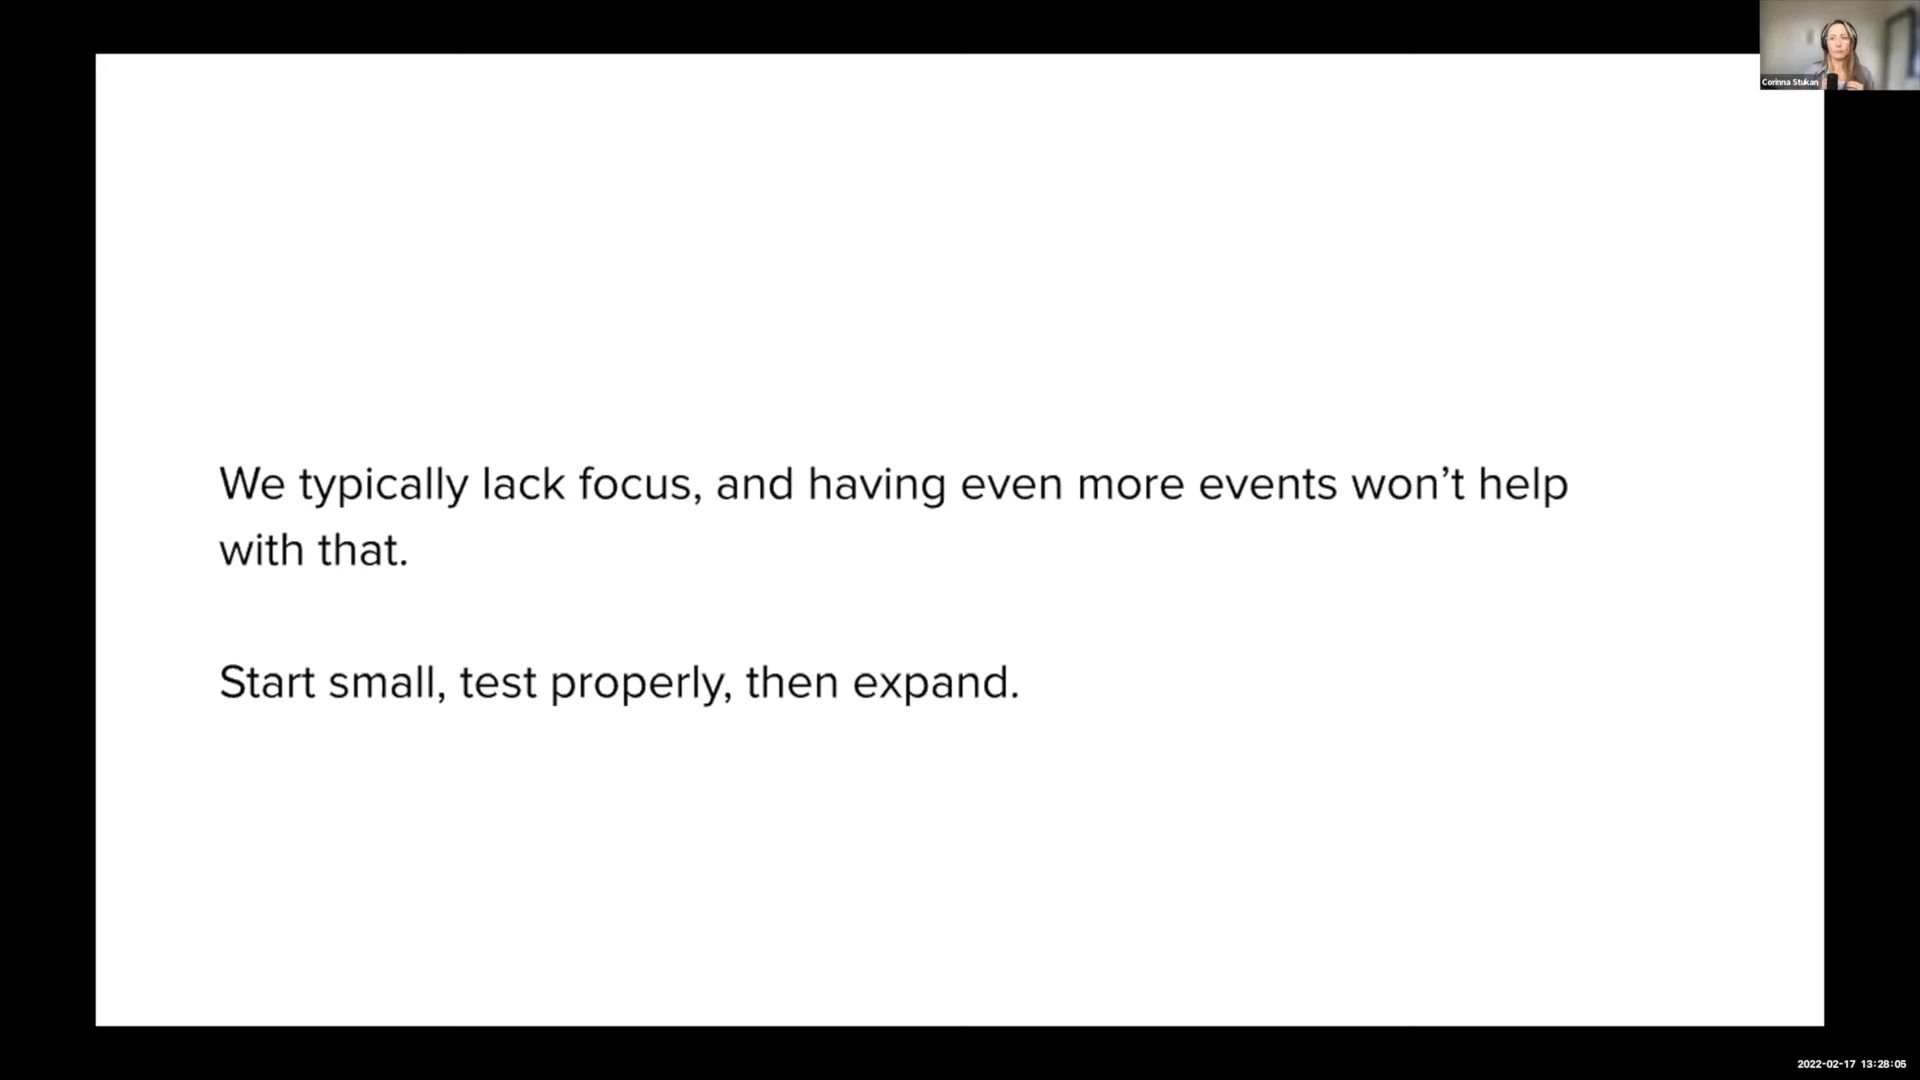 Corinna Stukan
We typically lack focus, and having even more events won’t help
with that.
Start small, test properly, then expand.
2022-02-17 13:28:05